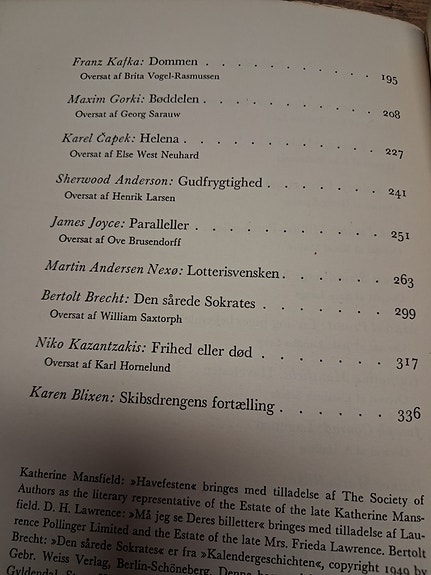 Franz Kafka: Dommen . . . . . . . . . . 195
Oversat af Brita Vogel-Rasmussen
Maxim Gorki: Bøddelen . . . . . . . . . 208
Oversat af Georg Sarauw
Karel Čapek: Helena . . . . . . . . . . 227
Oversat af Else West Neuhard
Sherwood Anderson: Gudfrygtighed . . . . . . 241
Oversat af Henrik Larsen
James Joyce: Paralleller . . . . . . . . . 251
Oversat af Ove Brusendorff
Martin Andersen Nexø: Lotterisvensken . . . . . . 263
Bertolt Brecht: Den sårede Sokrates . . . . . . 299
Oversat af William Saxtorph
Niko Kazantzakis: Frihed eller død . . . . . . 317
Oversat af Karl Hornelund
Karen Blixen: Skibsdrengens fortælling . . . . . 336
Katherine Mansfield: »Havefesten« bringes med tilladelse af The Society of
Authors as the literary representative of the Estate of the late Katherine Mans-
field. D. H. Lawrence: »Må jeg se Deres billetter« bringes med tilladelse af Lau-
rence Pollinger Limited and the Estate of the late Mrs. Frieda Lawrence. Bertolt
Brecht: »Den sårede Sokrates« er fra »Kalendergeschichten«, copyright 1949 by
Gebr. Weiss Verlag, Berlin-Schöneberg.